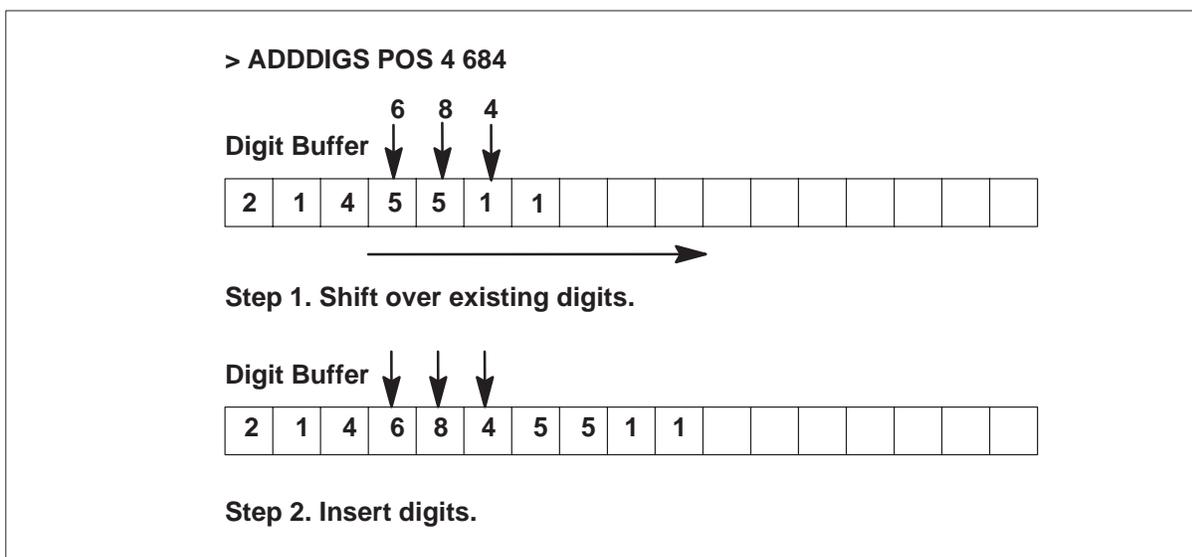 > ADDDIGS POS 4 684
6 8 4
Digit Buffer
2 1 4 5 5 1 1
Step 1. Shift over existing digits.
Digit Buffer
2 1 4 6 8 4 5 5 1 1
Step 2. Insert digits.